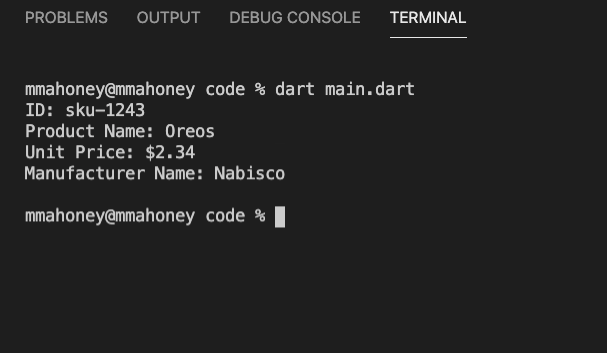 PROBLEMS OUTPUT DEBUG CONSOLE TERMINAL
mmahoney@mmahoney code % dart main.dart
ID: sku-1243
Product Name: Oreos
Unit Price: $2.34
Manufacturer Name: Nabisco
mmahoney@mmahoney code %